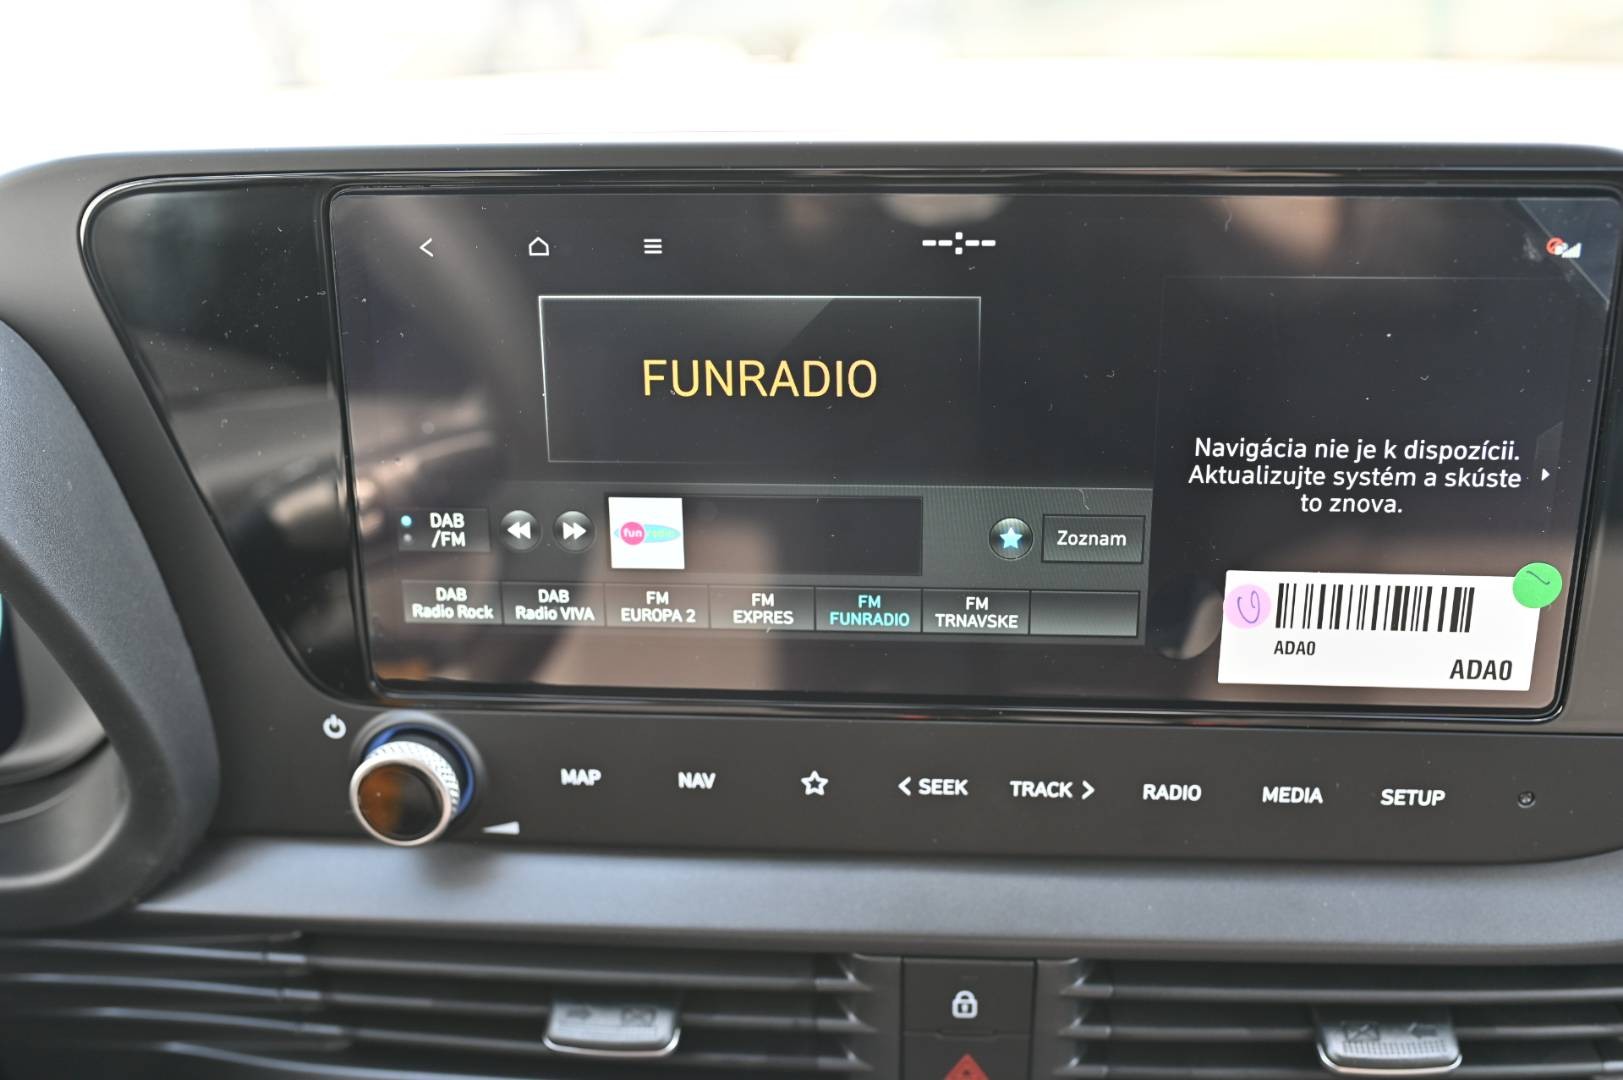 --:--
FUNRADIO
Navigácia nie je k dispozícii.
Aktualizujte systém a skúste
to znova.
DAB
/FM
fun radio
Zoznam
DAB
Radio Rock
DAB
Radio VIVA
FM
EUROPA 2
FM
EXPRES
FM
FUNRADIO
FM
TRNAVSKE
ADA0
ADA0
MAP
NAV
< SEEK
TRACK >
RADIO
MEDIA
SETUP